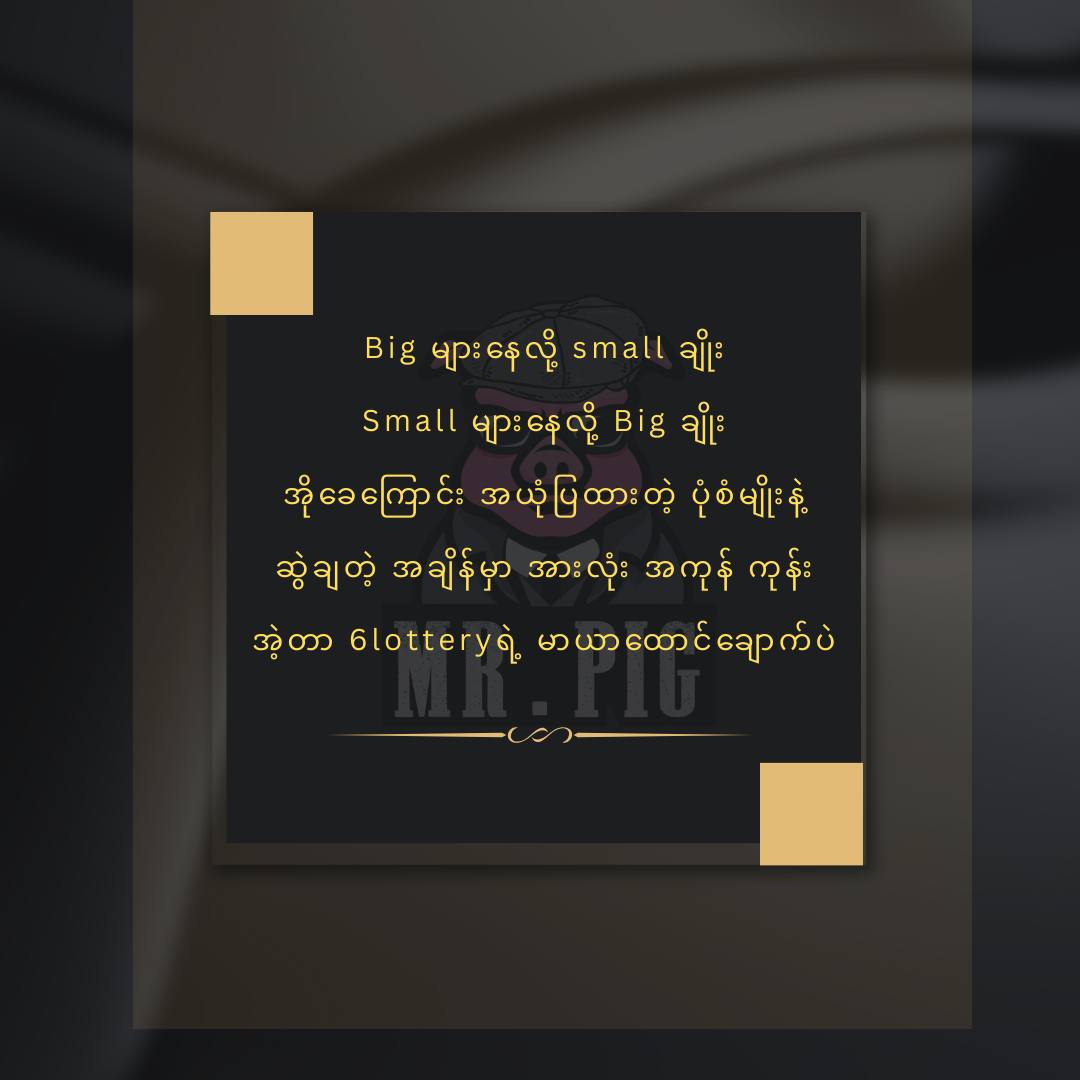 Big များနေလို့ small ချိုး
Small များနေလို့ Big ချိုး
အိုခေကြောင်း အယုံပြထားတဲ့ ပုံစံမျိုးနဲ့
ဆွဲချတဲ့ အချိန်မှာ အားလုံး အကုန် ကုန်း
အဲ့တာ 6lotteryရဲ့ မာယာထောင်ချောက်ပဲ
MR. PIG